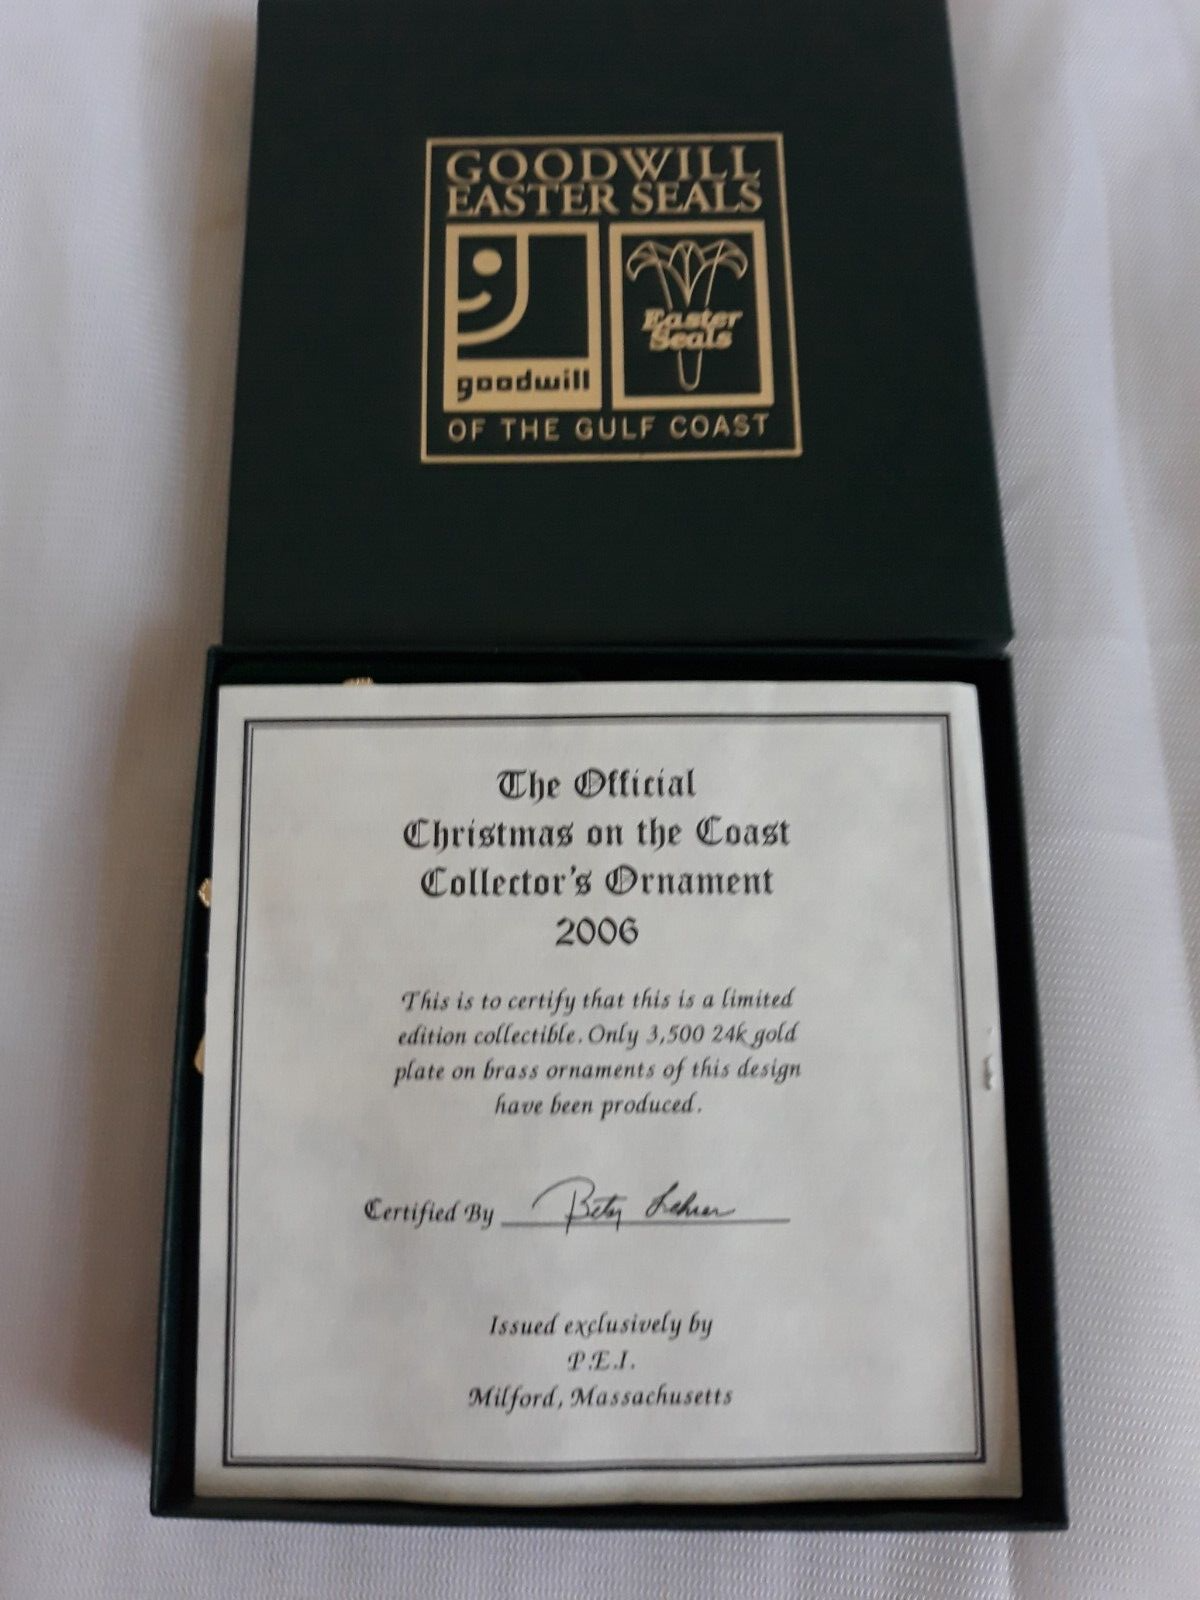 GOODWILL
EASTER SEALS
goodwill
Easter
Seals
OF THE GULF COAST
The Official
Christmas on the Coast
Collector's Ornament
2006
This is to certify that this is a limited
edition collectible. Only 3,500 24k gold
plate on brass ornaments of this design
have been produced.
Certified By Betsy Lehrer
Issued exclusively by
P.E.I.
Milford, Massachusetts